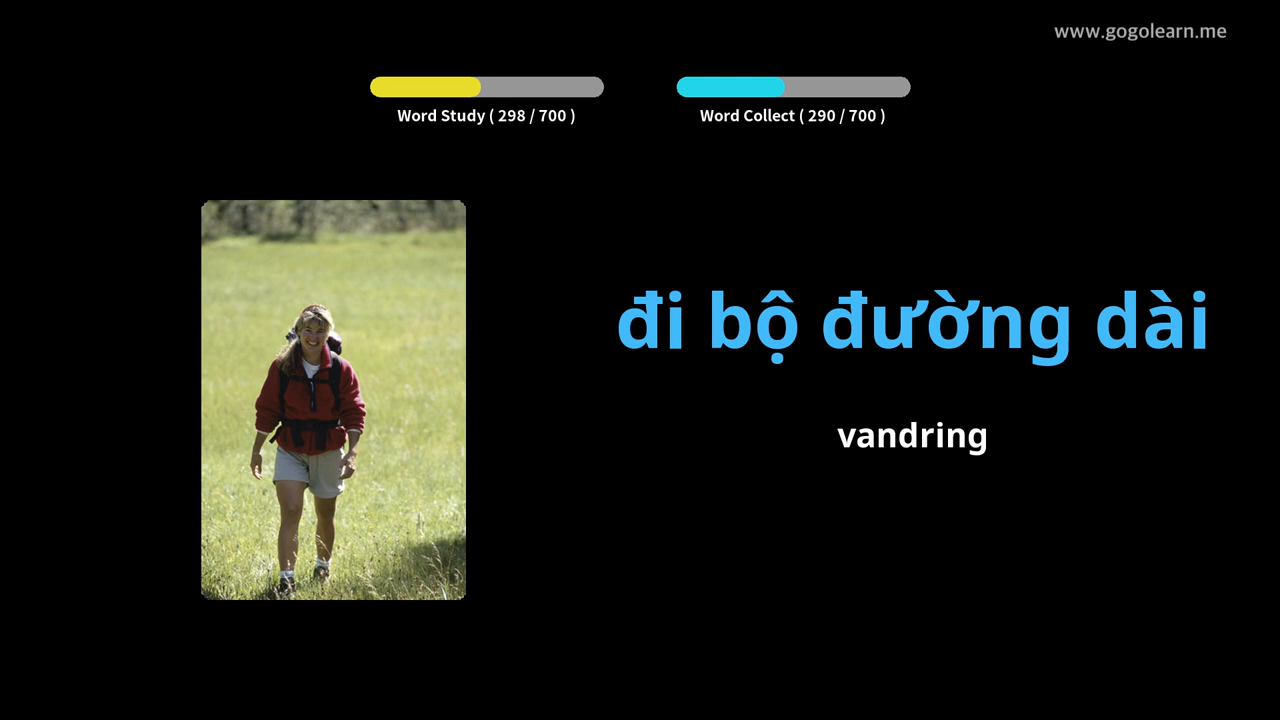 www.gogolearn.me
Word Study ( 298 / 700 )
Word Collect ( 290 / 700 )
đi bộ đường dài
vandring